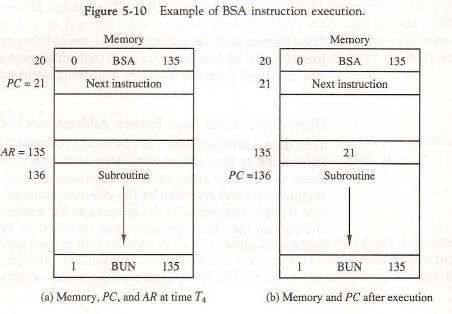 Figure 5-10 Example of BSA instruction execution.
Memory
20 0 BSA 135
PC = 21 Next instruction
AR = 135
136 Subroutine
1 BUN 135
(a) Memory, PC, and AR at time T4
Memory
20 0 BSA 135
21 Next instruction
135 21
PC =136 Subroutine
1 BUN 135
(b) Memory and PC after execution